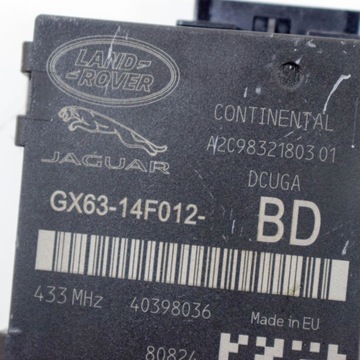 LAND-
-ROVER
JAGUAR
CONTINENTAL
A2C98321803 01
DCUGA
GX63-14F012-
BD
433 MHz 40398036
Made in EU
80824